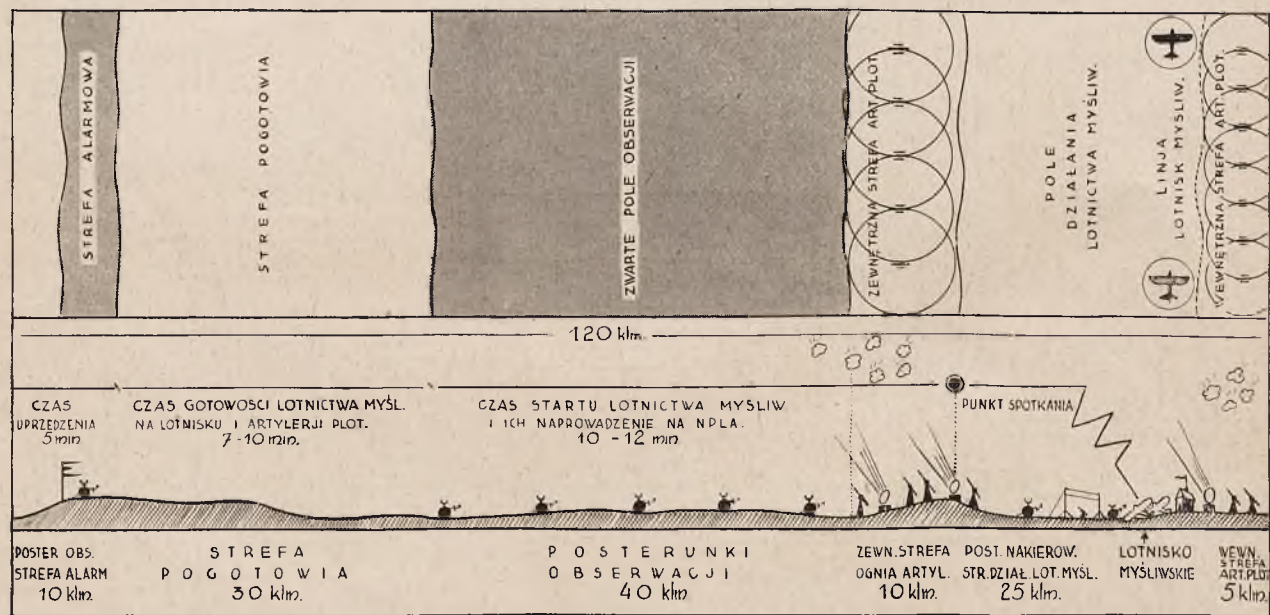 STREFA ALARMOWA
STREFA POGOTOWIA
ZWARTE POLE OBSERWACJI
ZEWNĘTRZNA STREFA ART. PLOT.
POLE
DZIAŁANIA
LOTNICTWA MYŚLIW.
LINJA
LOTNISK MYŚLIW.
WEWNĘTRZNA STREFA ART. PLOT.
120 klm.
CZAS
UPRZEDZENIA
5 min
CZAS GOTOWOSCI LOTNICTWA MYŚL.
NA LOTNISKU I ARTYLERJI PLOT.
7-10 min.
CZAS STARTU LOTNICTWA MYSLIW
I ICH NAPROWADZENIE NA NPLA.
10 - 12 min.
PUNKT SPOTKANIA
POSTER OBS.
STREFA ALARM
10 klm.
STREFA
POGOTOWIA
30 klm.
POSTERUNKI
OBSERWACJI
40 klm.
ZEWN. STREFA
OGNIA ARTYL.
10 klm.
POST. NAKIEROW.
STR. DZIAŁ. LOT. MYŚL.
25 klm.
LOTNISKO
MYŚLIWSKIE
WEWN.
STREFA
ART. PLOT
5 klm.